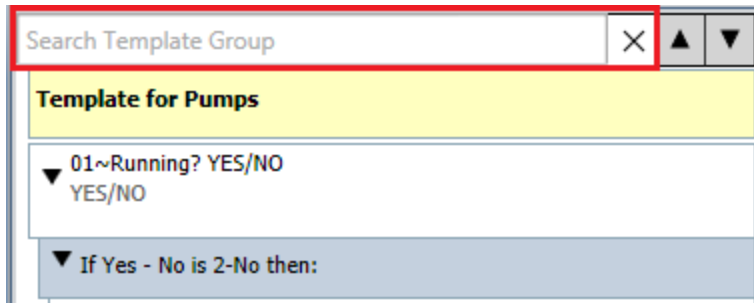 Search Template Group
Template for Pumps
01~Running? YES/NO
YES/NO
If Yes - No is 2-No then: